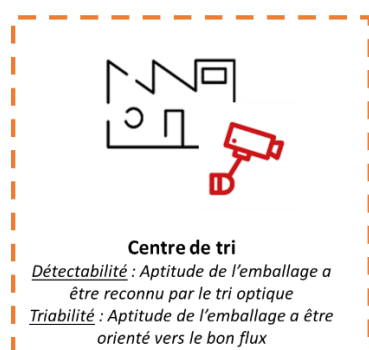 Centre de tri
Détectabilité : Aptitude de l'emballage a
être reconnu par le tri optique
Triabilité : Aptitude de l'emballage a être
orienté vers le bon flux